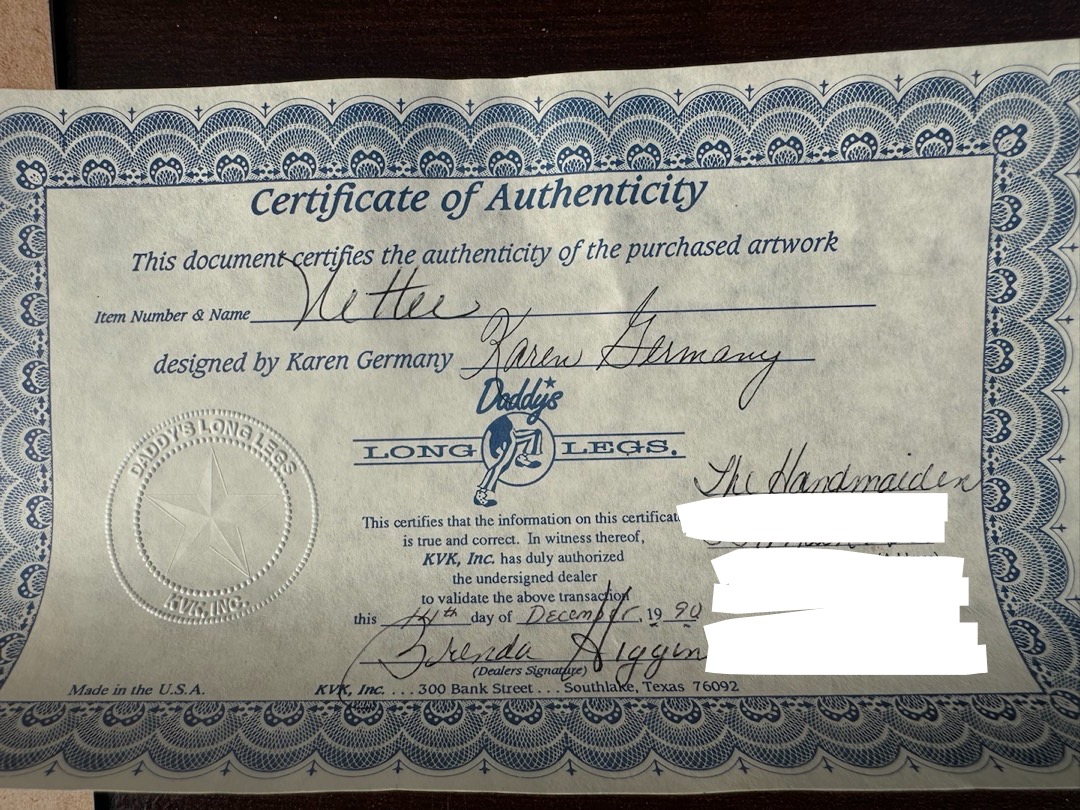 Certificate of Authenticity
This document certifies the authenticity of the purchased artwork
Item Number & Name Nettee
designed by Karen Germany Karen Germany
Daddy's
LONG LEGS.
DADDY'S LONG LEGS
KVK, INC.
The Handmaiden
This certifies that the information on this certificat
is true and correct. In witness thereof,
KVK, Inc. has duly authorized
the undersigned dealer
to validate the above transaction
this 14th day of December, 19 90
Brenda Higgin
(Dealers Signature)
Made in the U.S.A.
KVK, Inc. . . . 300 Bank Street . . . Southlake, Texas 76092